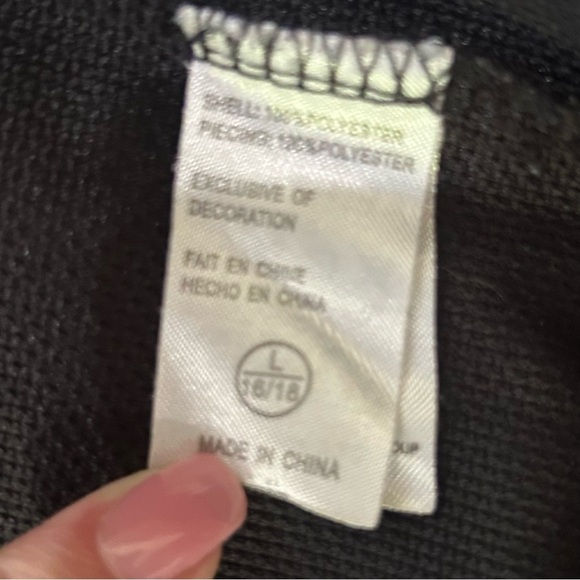 SHELL: 100%POLYESTER
PIECING: 100%POLYESTER
EXCLUSIVE OF
DECORATION
FAIT EN CHINE
HECHO EN CHINA
L
16/18
MADE IN CHINA
OUP